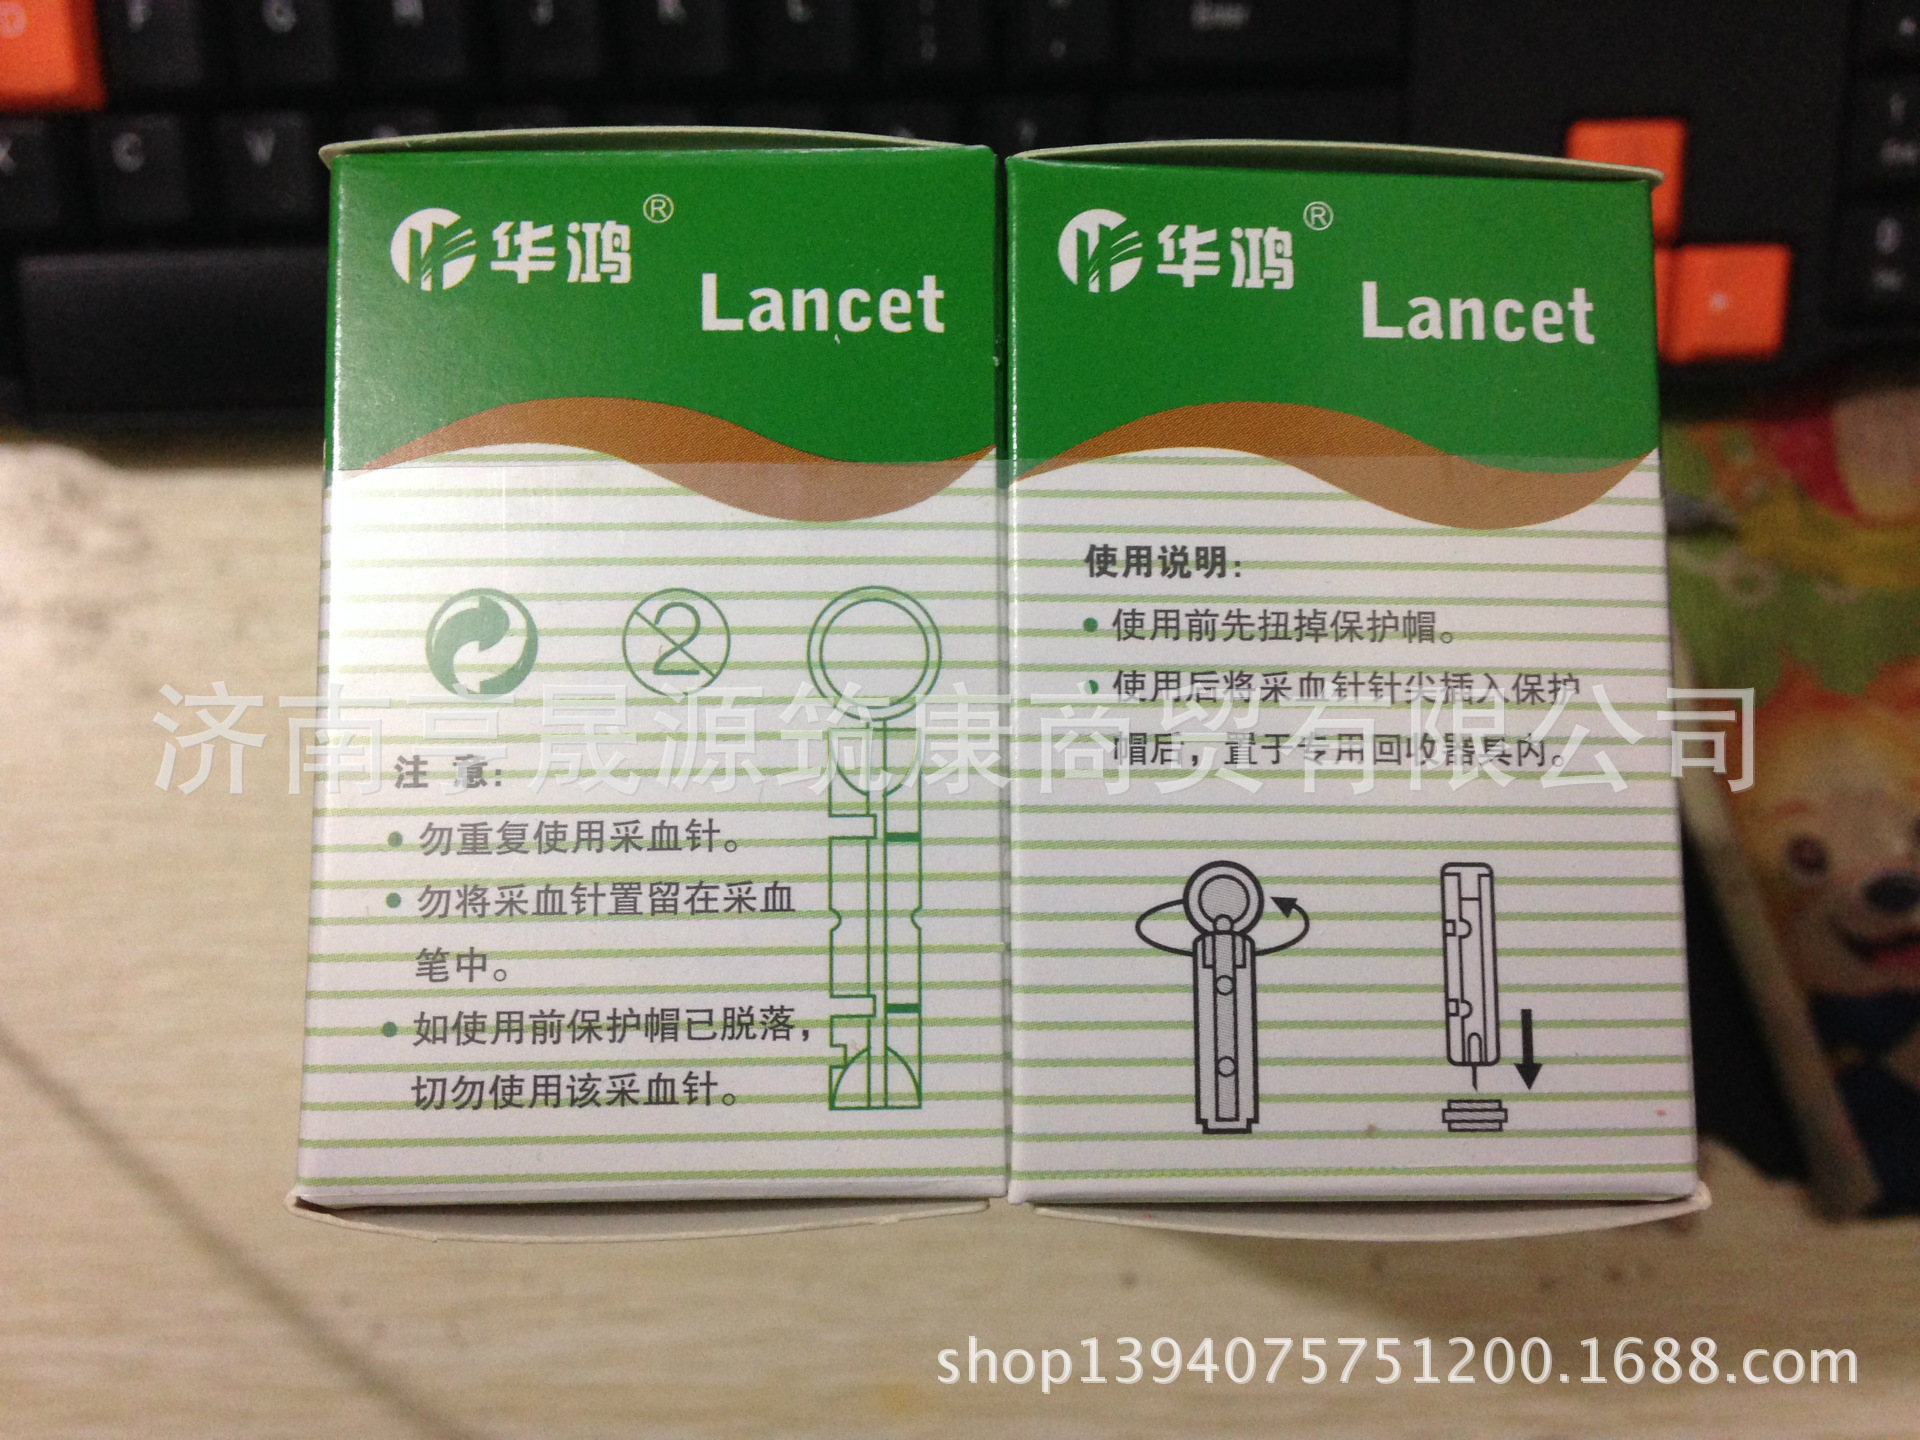 华鸿®
Lancet
2
注 意:
勿重复使用采血针。
勿将采血针置留在采血
笔中。
如使用前保护帽已脱落，
切勿使用该采血针。
华鸿®
Lancet
使用说明:
使用前先扭掉保护帽。
使用后将采血针针尖插入保护
帽后，置于专用回收器具内。
济南享晟源筑康商贸有限公司
shop1394075751200.1688.com
C
V